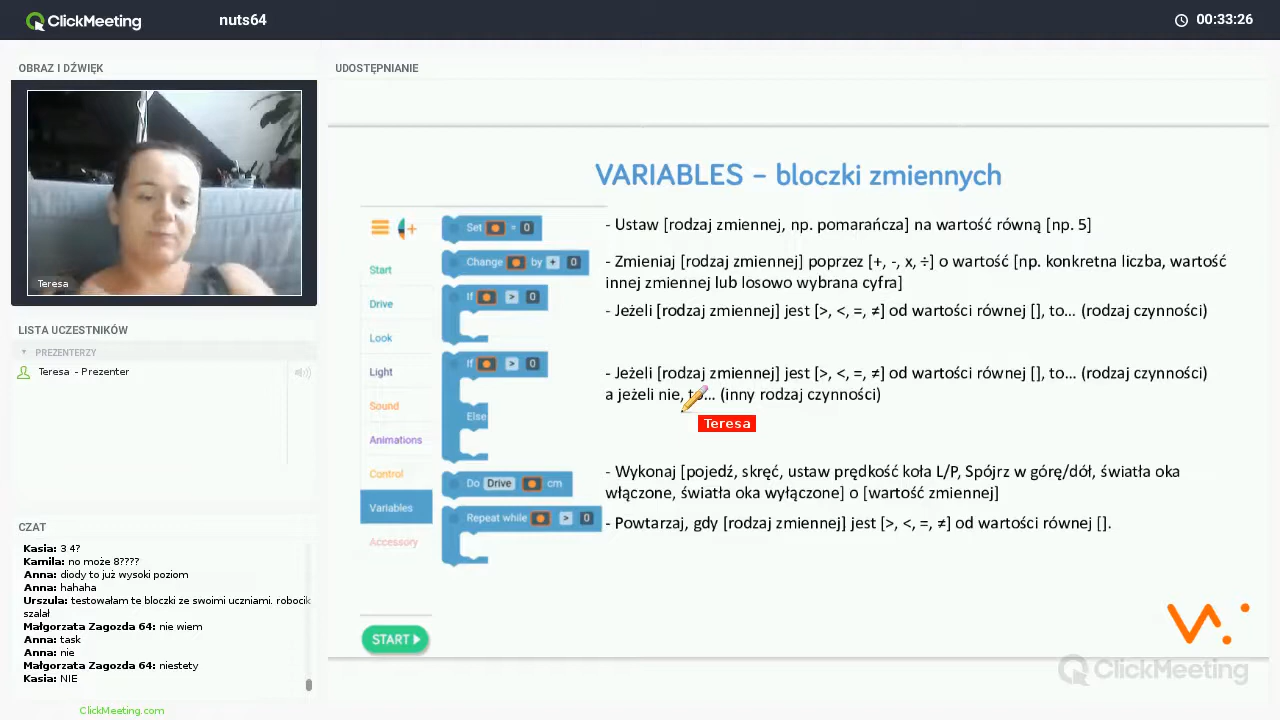 ClickMeeting
nuts64
00:33:26
OBRAZ I DŹWIĘK
UDOSTĘPNIANIE
Teresa
LISTA UCZESTNIKÓW
PREZENTERZY
Teresa - Prezenter
CZAT
Kasia: 3 4?
Kamila: no może 8????
Anna: diody to już wysoki poziom
Anna: hahaha
Urszula: testowałam te bloczki ze swoimi uczniami. robocik
szalał
Małgorzata Zagozda 64: nie wiem
Anna: task
Anna: nie
Małgorzata Zagozda 64: niestety
Kasia: NIE
ClickMeeting.com
VARIABLES – bloczki zmiennych
Start
Drive
Look
Light
Sound
Animations
Control
Variables
Accessory
START
Set = 0
Change by + 0
If > 0
If > 0
Else
Do Drive cm
Repeat while > 0
- Ustaw [rodzaj zmiennej, np. pomarańcza] na wartość równą [np. 5]
- Zmieniaj [rodzaj zmiennej] poprzez [+, -, x, ÷] o wartość [np. konkretna liczba, wartość
innej zmiennej lub losowo wybrana cyfra]
- Jeżeli [rodzaj zmiennej] jest [>, <, =, ≠] od wartości równej [], to… (rodzaj czynności)
- Jeżeli [rodzaj zmiennej] jest [>, <, =, ≠] od wartości równej [], to… (rodzaj czynności)
a jeżeli nie, to… (inny rodzaj czynności)
Teresa
- Wykonaj [pojedź, skręć, ustaw prędkość koła L/P, Spójrz w górę/dół, światła oka
włączone, światła oka wyłączone] o [wartość zmiennej]
- Powtarzaj, gdy [rodzaj zmiennej] jest [>, <, =, ≠] od wartości równej [].
ClickMeeting